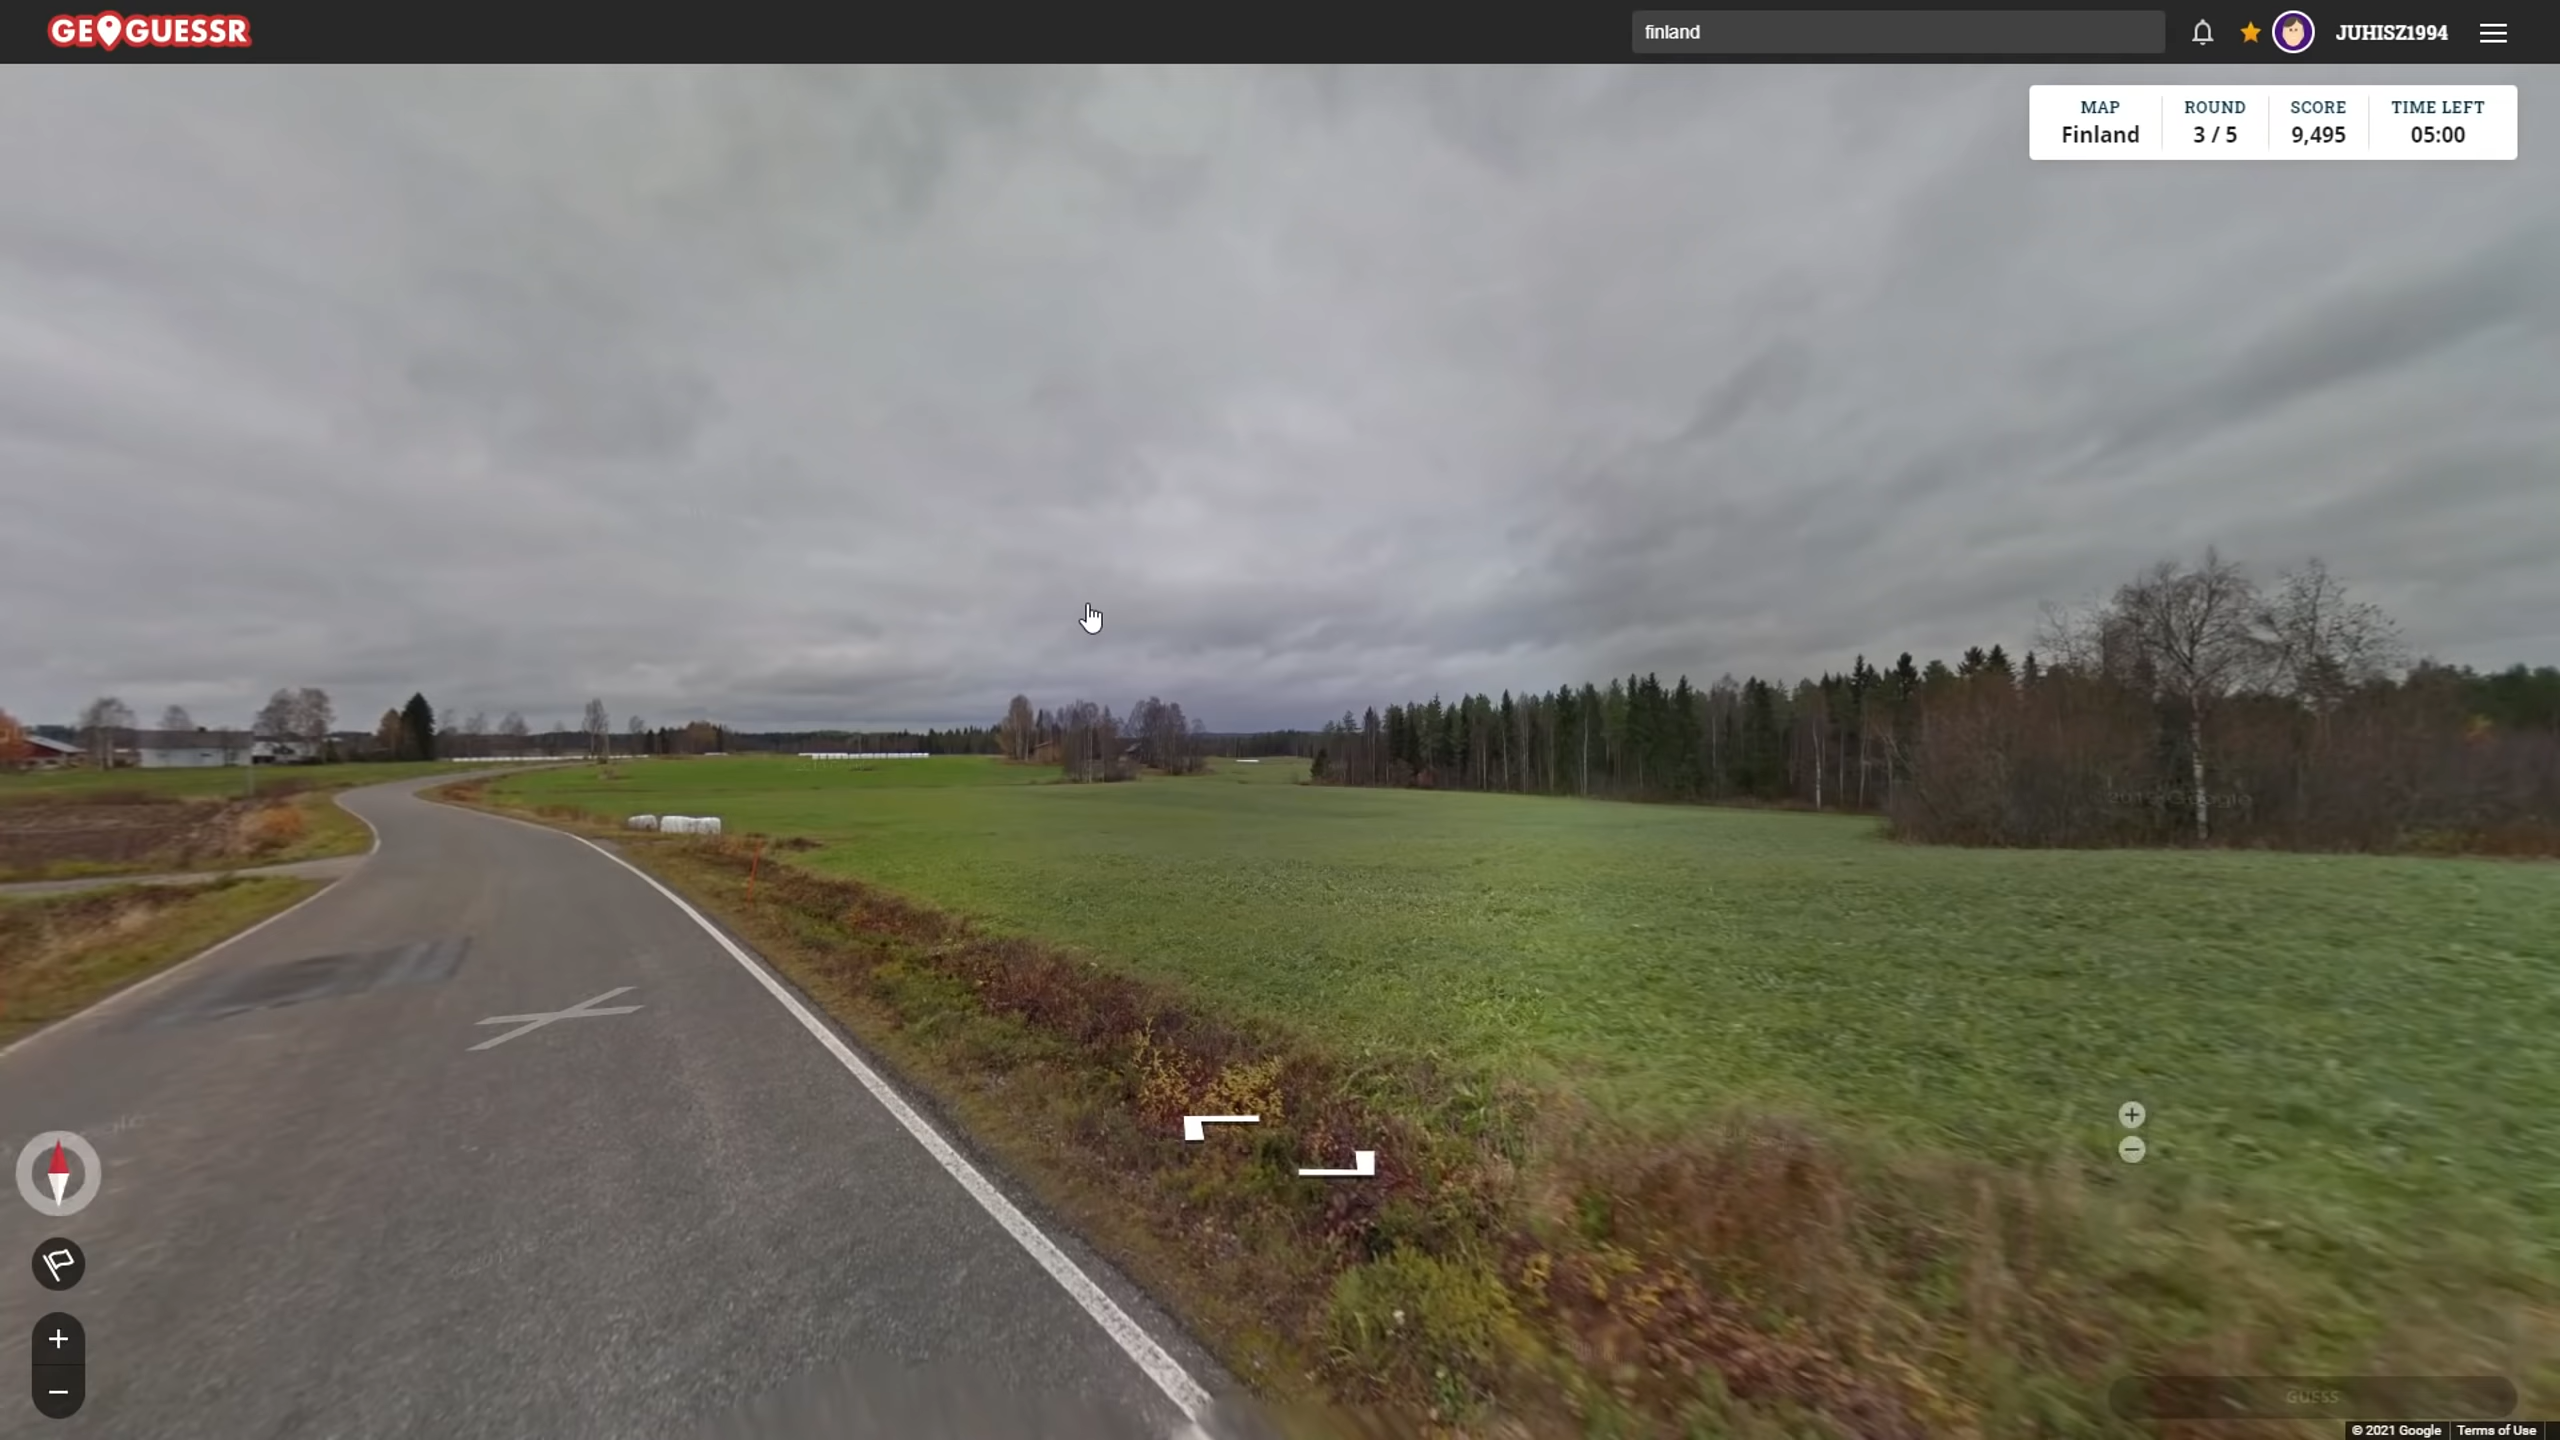 GEOGUESSR
finland
JUHISZ1994
MAP
Finland
ROUND
3 / 5
SCORE
9,495
TIME LEFT
05:00
GUESS
© 2021 Google
Terms of Use